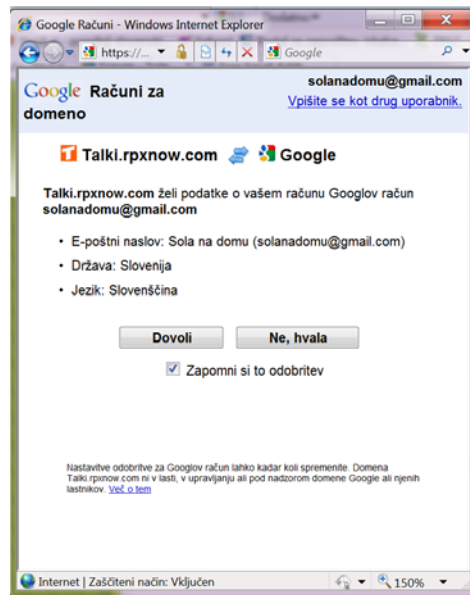 Google Računi - Windows Internet Explorer
https://...
Google
Google Računi za domeno
solanadomu@gmail.com
Vpišite se kot drug uporabnik.
Talki.rpxnow.com Google
Talki.rpxnow.com želi podatke o vašem računu Googlov račun
solanadomu@gmail.com
• E-poštni naslov: Sola na domu (solanadomu@gmail.com)
• Država: Slovenija
• Jezik: Slovenščina
Dovoli
Ne, hvala
Zapomni si to odobritev
Nastavitve odobritve za Googlov račun lahko kadar koli spremenite. Domena
Talki.rpxnow.com ni v lasti, v upravljanju ali pod nadzorom domene Google ali njenih
lastnikov. Več o tem
Internet | Zaščiteni način: Vključen
150%